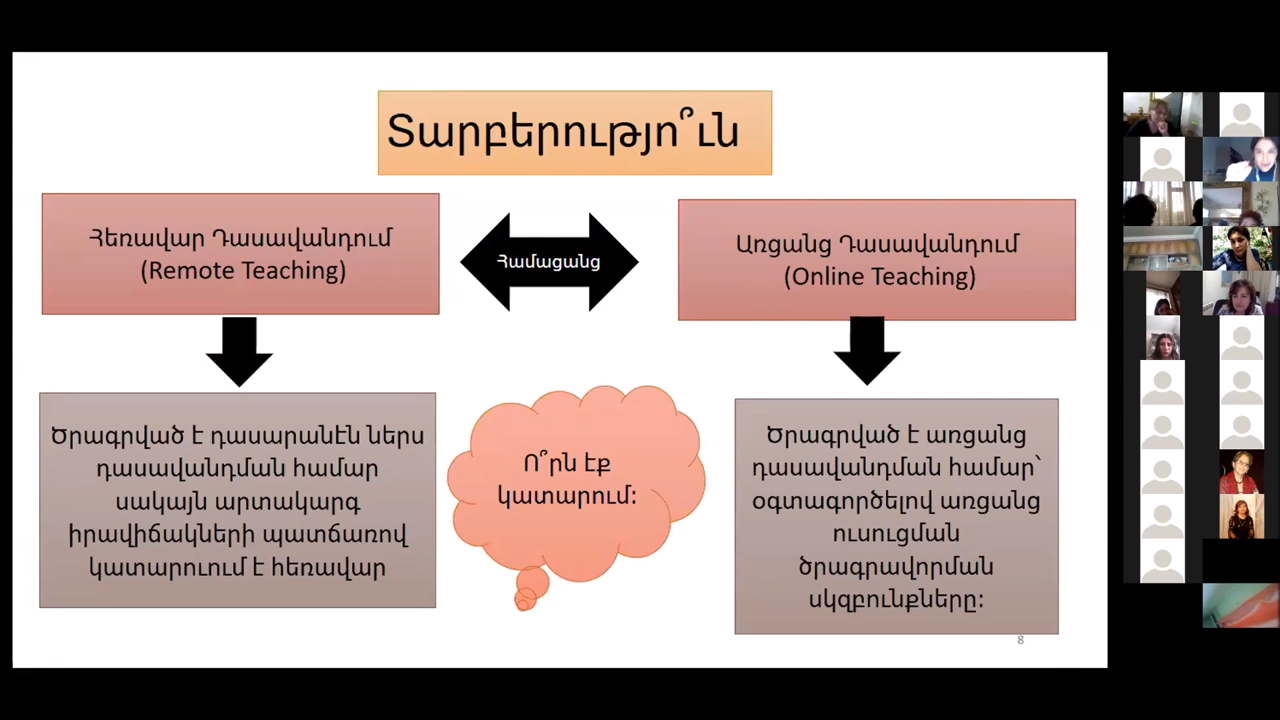 Տարբերությո՞ւն
Հեռավար Դասավանդում
(Remote Teaching)
Համացանց
Առցանց Դասավանդում
(Online Teaching)
Ծրագրված է դասարանէն ներս
դասավանդման համար
սակայն արտակարգ
իրավիճակների պատճառով
կատարուում է հեռավար
Ո՞րն էք
կատարում:
Ծրագրված է առցանց
դասավանդման համար՝
օգտագործելով առցանց
ուսուցման
ծրագրավորման
սկզբունքները:
8